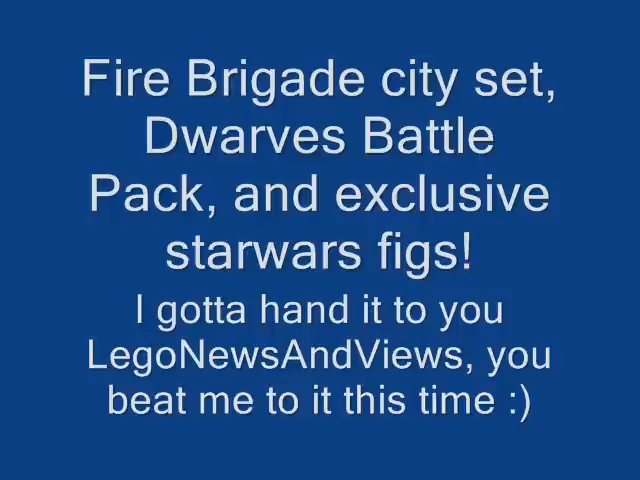 Fire Brigade city set,
Dwarves Battle
Pack, and exclusive
starwars figs!
I gotta hand it to you
LegoNewsAndViews, you
beat me to it this time :)